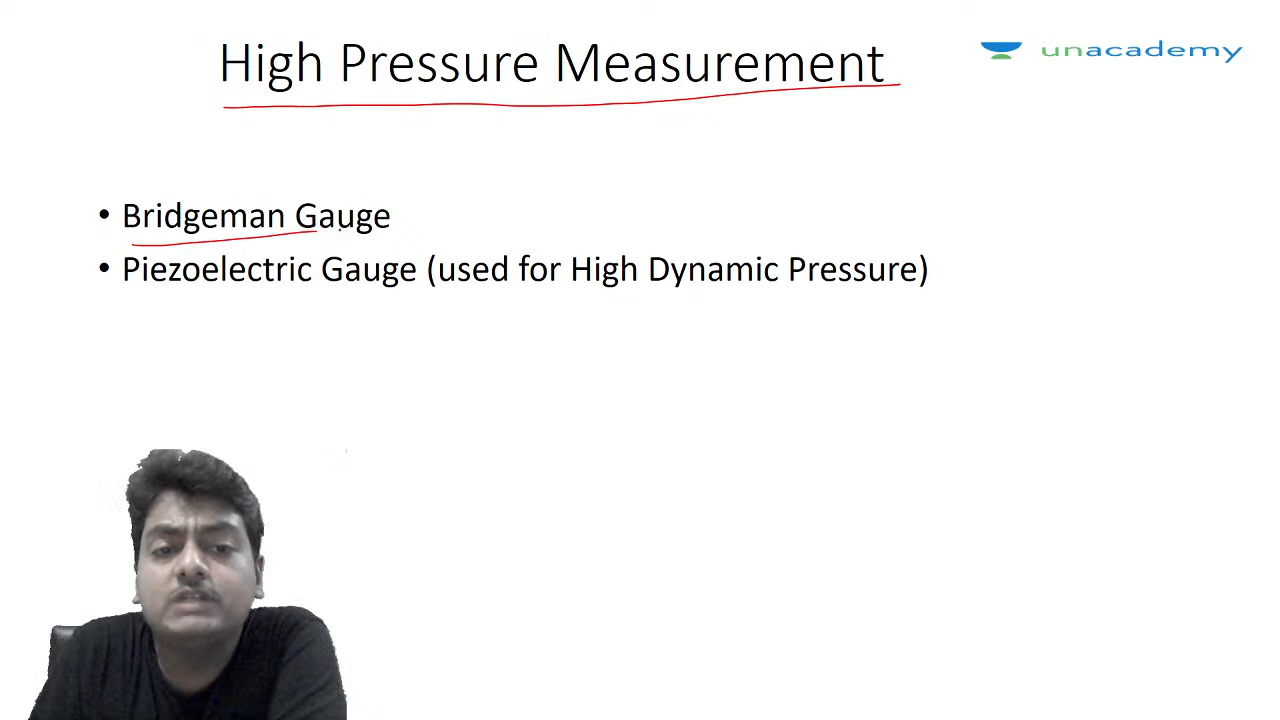 High Pressure Measurement
unacademy
• Bridgeman Gauge
• Piezoelectric Gauge (used for High Dynamic Pressure)